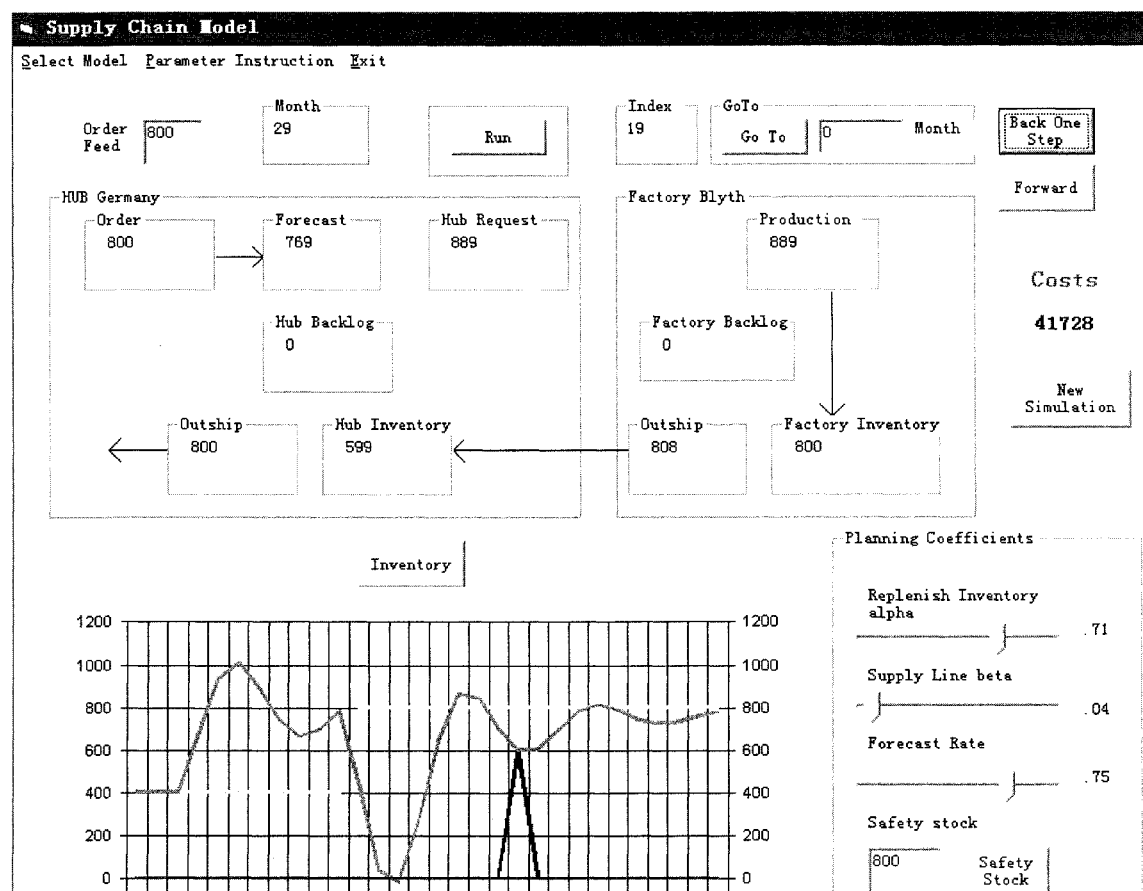 Supply Chain Model
Select Model Parameter Instruction Exit
Order Feed
800
Month
29
Run
Index
19
GoTo
Go To
0
Month
Back One Step
Forward
HUB Germany
Order
800
Forecast
769
Hub Request
889
Hub Backlog
0
Outship
800
Hub Inventory
599
Factory Blyth
Production
889
Factory Backlog
0
Outship
808
Factory Inventory
800
Costs
41728
New Simulation
Inventory
1200
1000
800
600
400
200
0
1200
1000
800
600
400
200
0
Planning Coefficients
Replenish Inventory
alpha
.71
Supply Line beta
.04
Forecast Rate
.75
Safety stock
800
Safety Stock